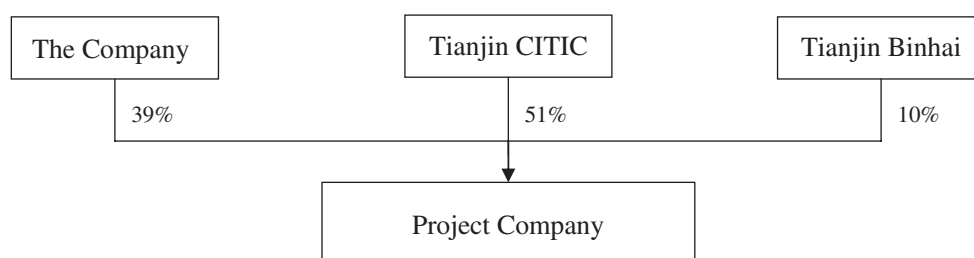 The Company
Tianjin CITIC
Tianjin Binhai
39%
51%
10%
Project Company